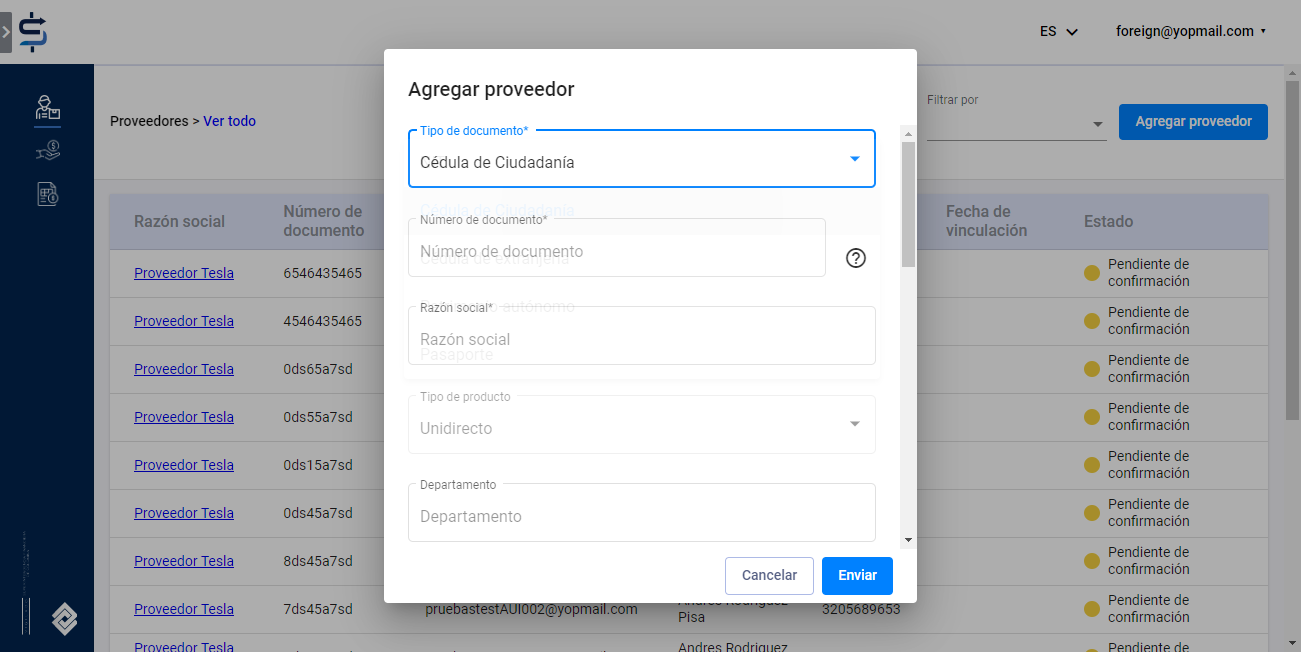 ES
foreign@yopmail.com
Agregar proveedor
Proveedores > Ver todo
Filtrar por
Agregar proveedor
Tipo de documento*
Cédula de Ciudadanía
Cédula de Ciudadanía
Número de documento*
Número de documento
Cédula de extranjería
autónomo
Razón social*
Razón social
Pasaporte
Tipo de producto
Unidirecto
Departamento
Departamento
Cancelar
Enviar
Razón social
Número de documento
Fecha de vinculación
Estado
Proveedor Tesla 6546435465 Pendiente de confirmación
Proveedor Tesla 4546435465 Pendiente de confirmación
Proveedor Tesla 0ds65a7sd Pendiente de confirmación
Proveedor Tesla 0ds55a7sd Pendiente de confirmación
Proveedor Tesla 0ds15a7sd Pendiente de confirmación
Proveedor Tesla 0ds45a7sd Pendiente de confirmación
Proveedor Tesla 8ds45a7sd Pendiente de confirmación
Proveedor Tesla 7ds45a7sd pruebastestAUI002@yopmail.com Andres Rodriguez Pisa 3205689653 Pendiente de confirmación
Proveedor Tesla Andres Rodriguez Pendiente de